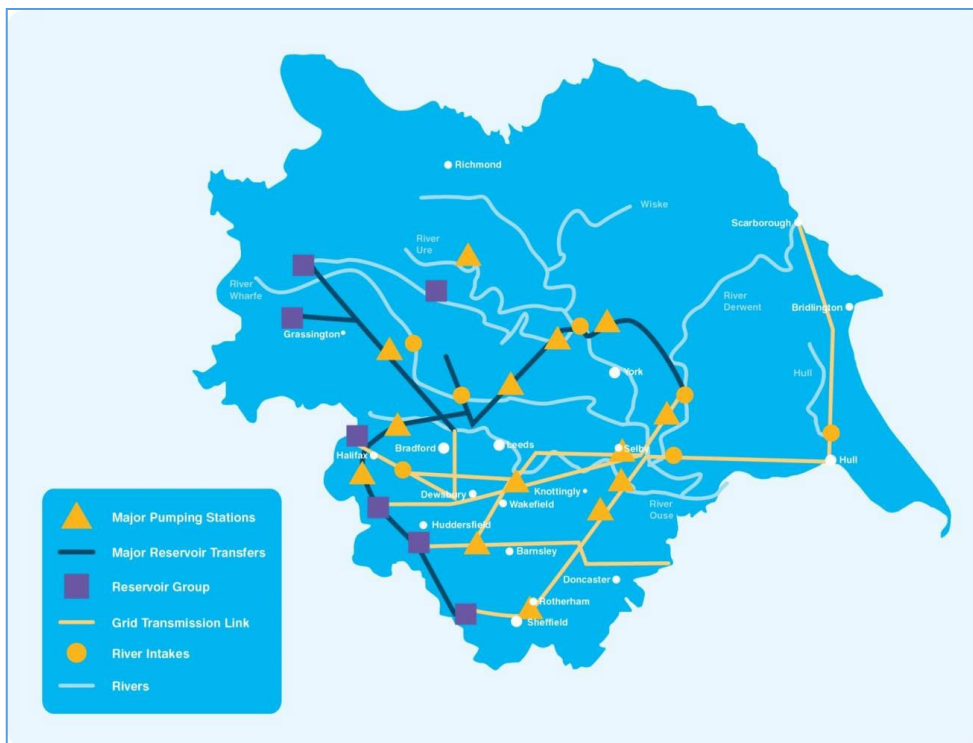 Richmond
Wiske
Scarborough
River
Ure
River
Wharfe
River
Derwent
Bridlington
Grassington
York
Hull
Bradford
Leeds
Selby
Halifax
Hull
Dewsbury
Knottingly
Wakefield
River
Ouse
Huddersfield
Barnsley
Doncaster
Rotherham
Sheffield
Major Pumping Stations
Major Reservoir Transfers
Reservoir Group
Grid Transmission Link
River Intakes
Rivers